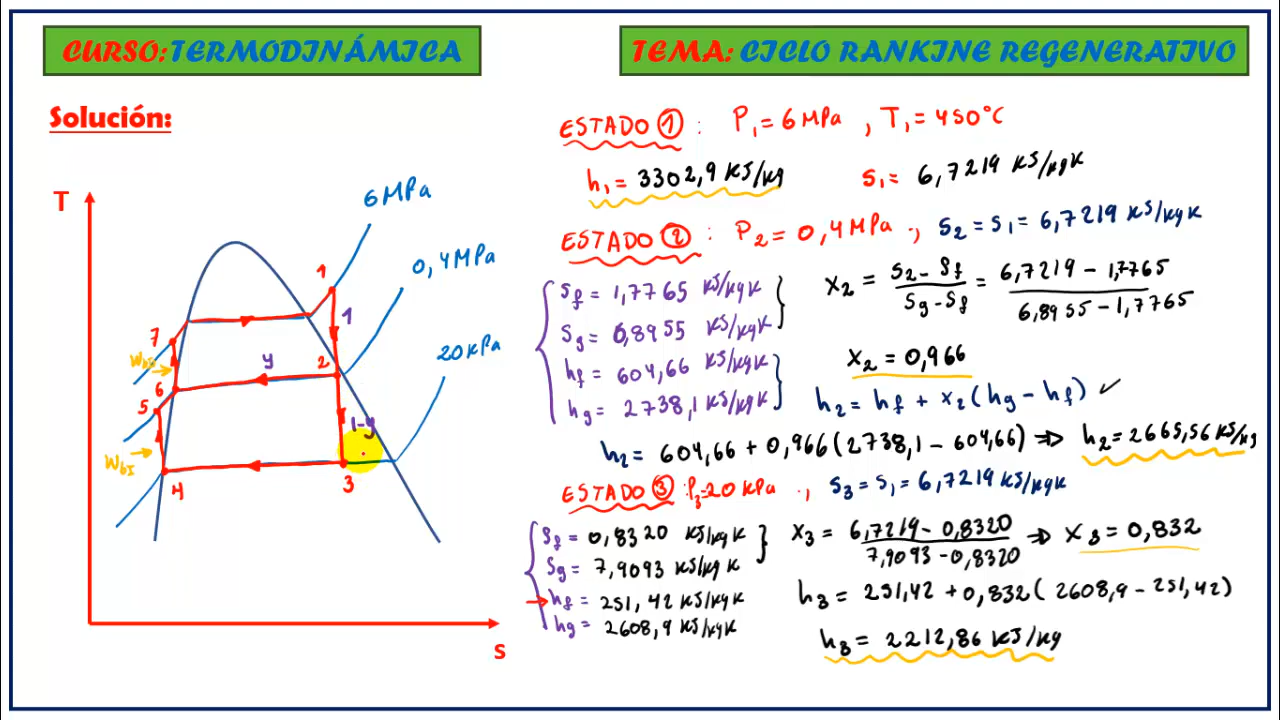 CURSO: TERMODINÁMICA
TEMA: CICLO RANKINE REGENERATIVO
Solución:
T
6 MPa
0,4 MPa
20 kPa
1
1
7
y
2
6
5
1-y
WbI
4
3
s
ESTADO 1 : P1 = 6 MPa , T1 = 450°C
h1 = 3302,9 KJ/kg s1 = 6,7219 KJ/kgK
ESTADO 2 : P2 = 0,4 MPa ., s2 = s1 = 6,7219 KJ/kgK
sf = 1,7765 KJ/kgK
sg = 6,8955 KJ/kgK
hf = 604,66 KJ/kgK
hg = 2738,1 KJ/kgK
x2 = s2 - sf / sg - sf = 6,7219 - 1,7765 / 6,8955 - 1,7765
x2 = 0,966
h2 = hf + x2 (hg - hf) ✓
h2 = 604,66 + 0,966 (2738,1 - 604,66) ⇒ h2 = 2665,56 KJ/kg
ESTADO 3 : P3=20 KPa ., s3 = s1 = 6,7219 KJ/kgK
sf = 0,8320 KJ/kgK
sg = 7,9093 KJ/kgK
→ hf = 251,42 KJ/kgK
hg = 2608,9 KJ/kgK
x3 = 6,7219 - 0,8320 / 7,9093 - 0,8320 ⇒ x3 = 0,832
h3 = 251,42 + 0,832 ( 2608,9 - 251,42)
h3 = 2212,86 KJ/kg